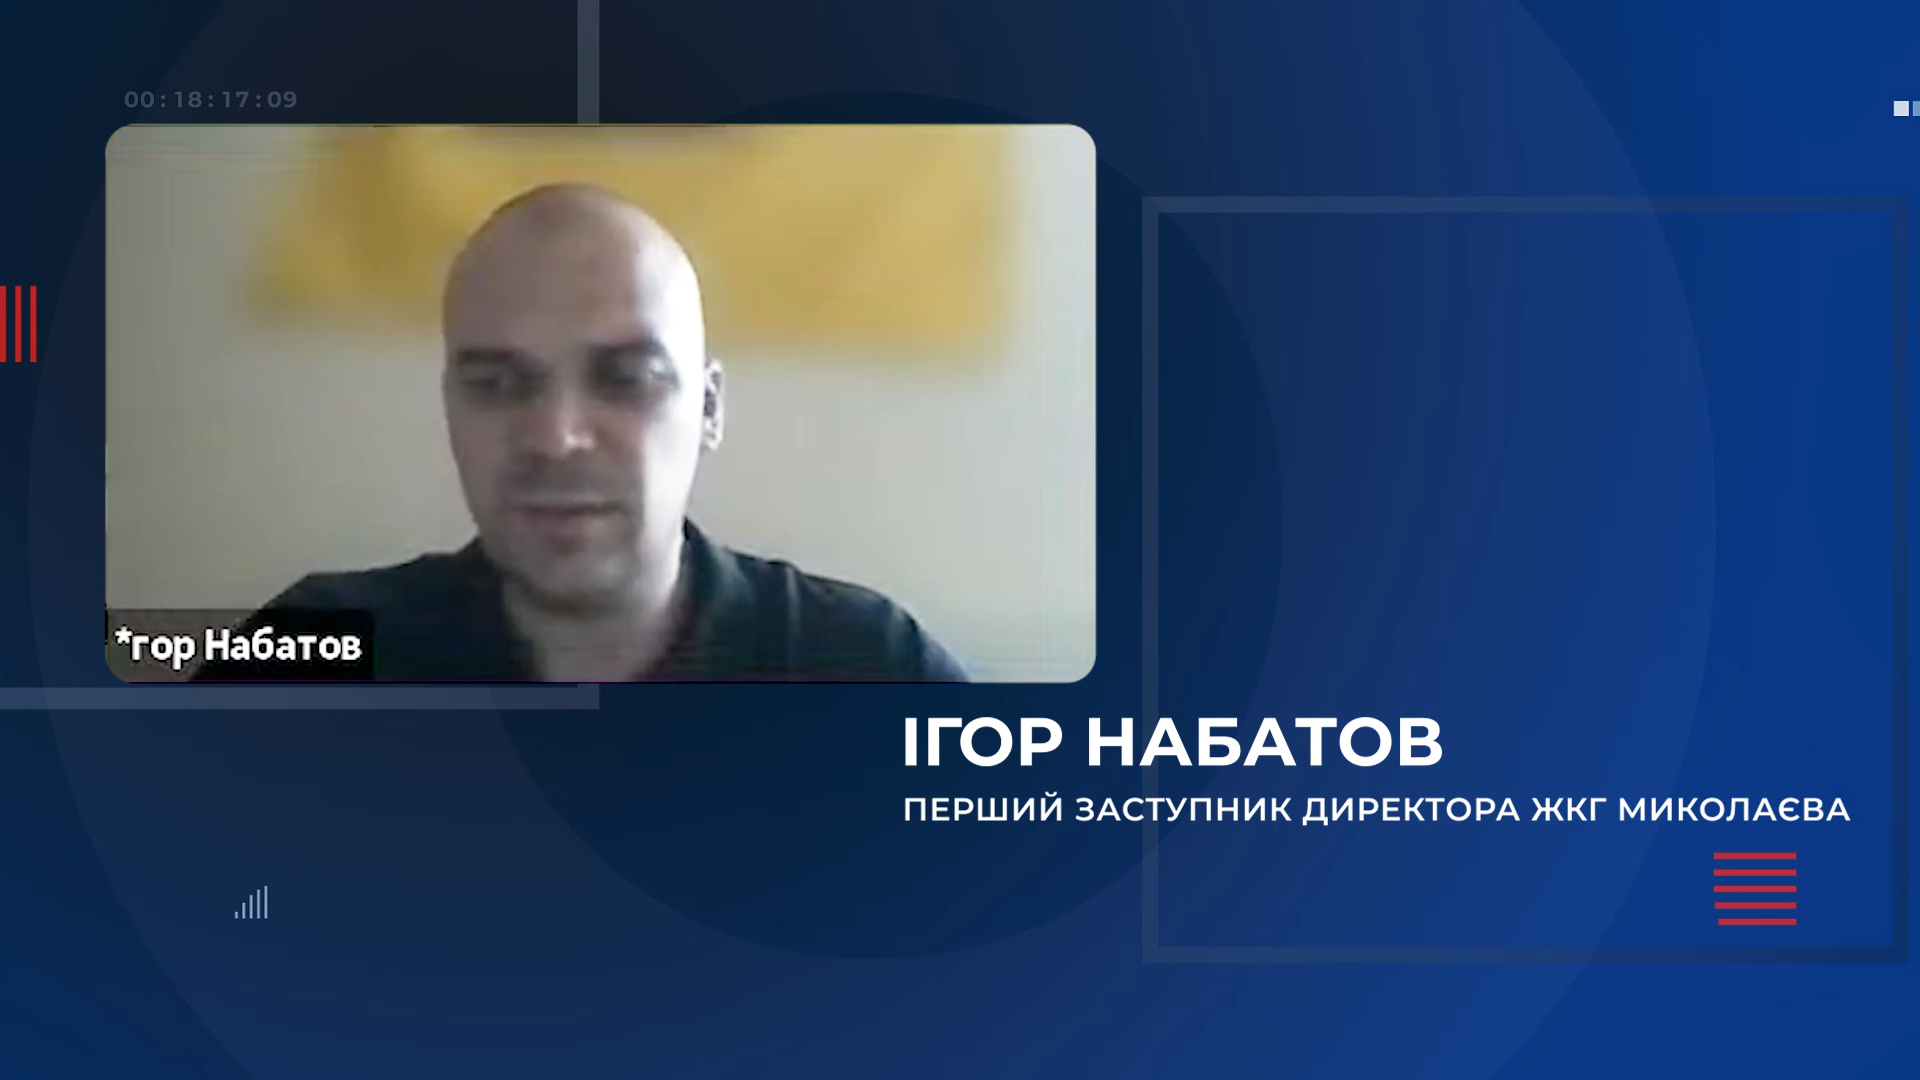 00:18:17:09
*гор Набатов
ІГОР НАБАТОВ
ПЕРШИЙ ЗАСТУПНИК ДИРЕКТОРА ЖКГ МИКОЛАЄВА